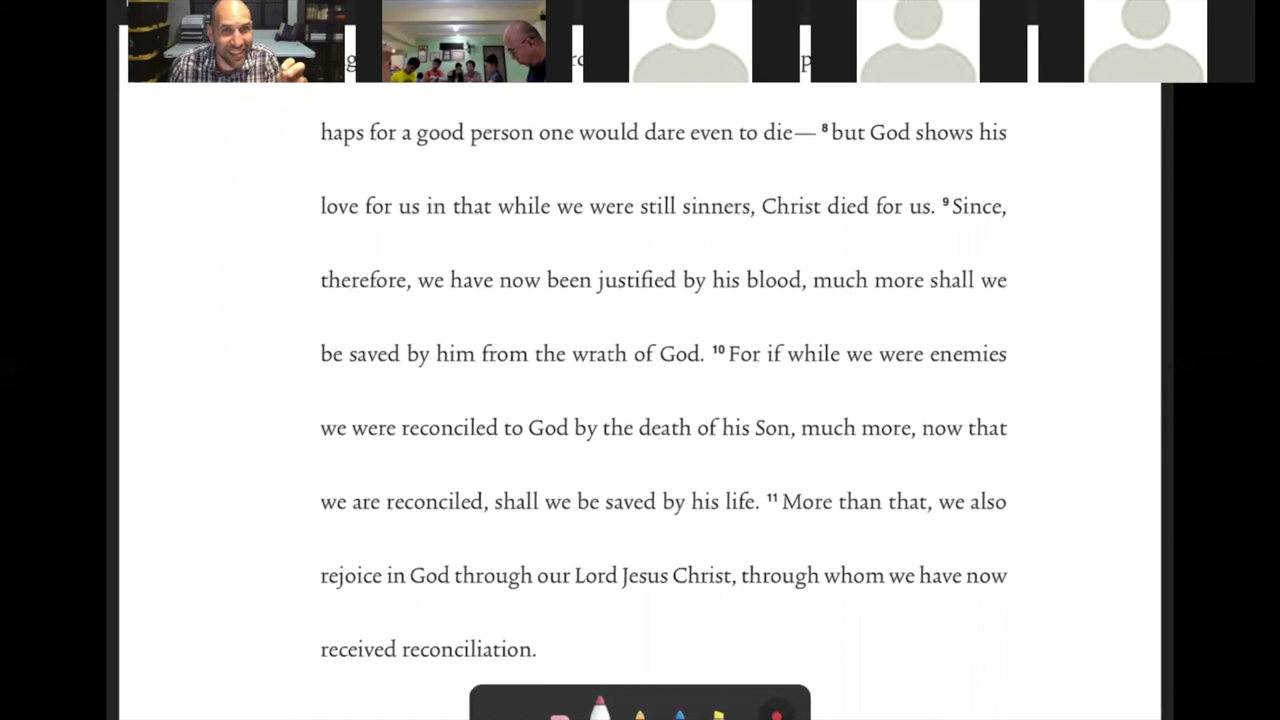 haps for a good person one would dare even to die— ⁸ but God shows his
love for us in that while we were still sinners, Christ died for us. ⁹ Since,
therefore, we have now been justified by his blood, much more shall we
be saved by him from the wrath of God. ¹⁰ For if while we were enemies
we were reconciled to God by the death of his Son, much more, now that
we are reconciled, shall we be saved by his life. ¹¹ More than that, we also
rejoice in God through our Lord Jesus Christ, through whom we have now
received reconciliation.